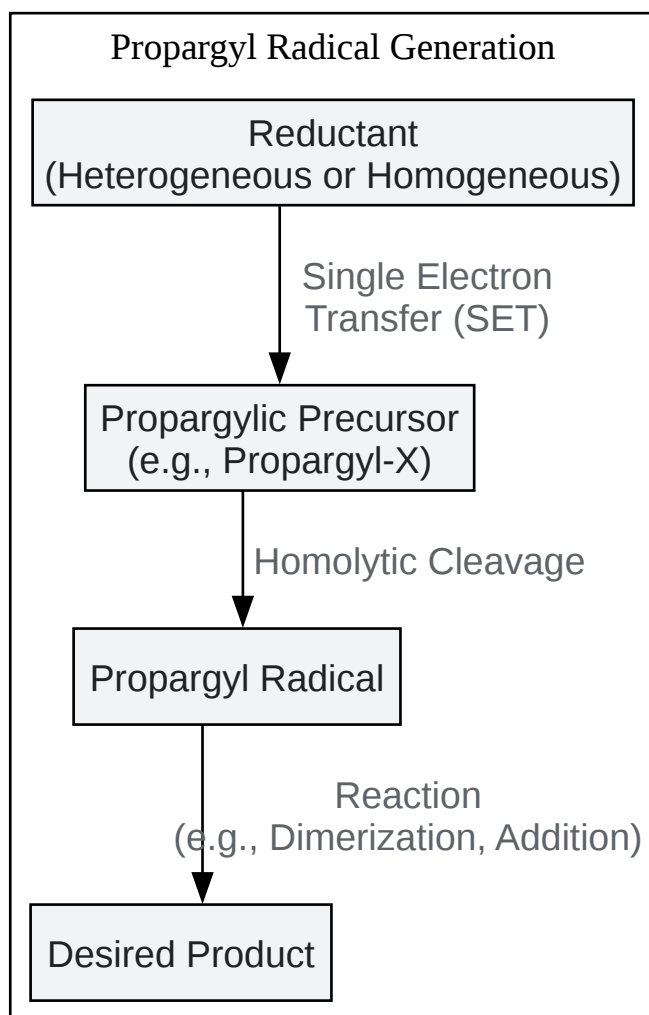 Propargyl Radical Generation
Reductant
(Heterogeneous or Homogeneous)
Single Electron
Transfer (SET)
Propargylic Precursor
(e.g., Propargyl-X)
Homolytic Cleavage
Propargyl Radical
Reaction
(e.g., Dimerization, Addition)
Desired Product